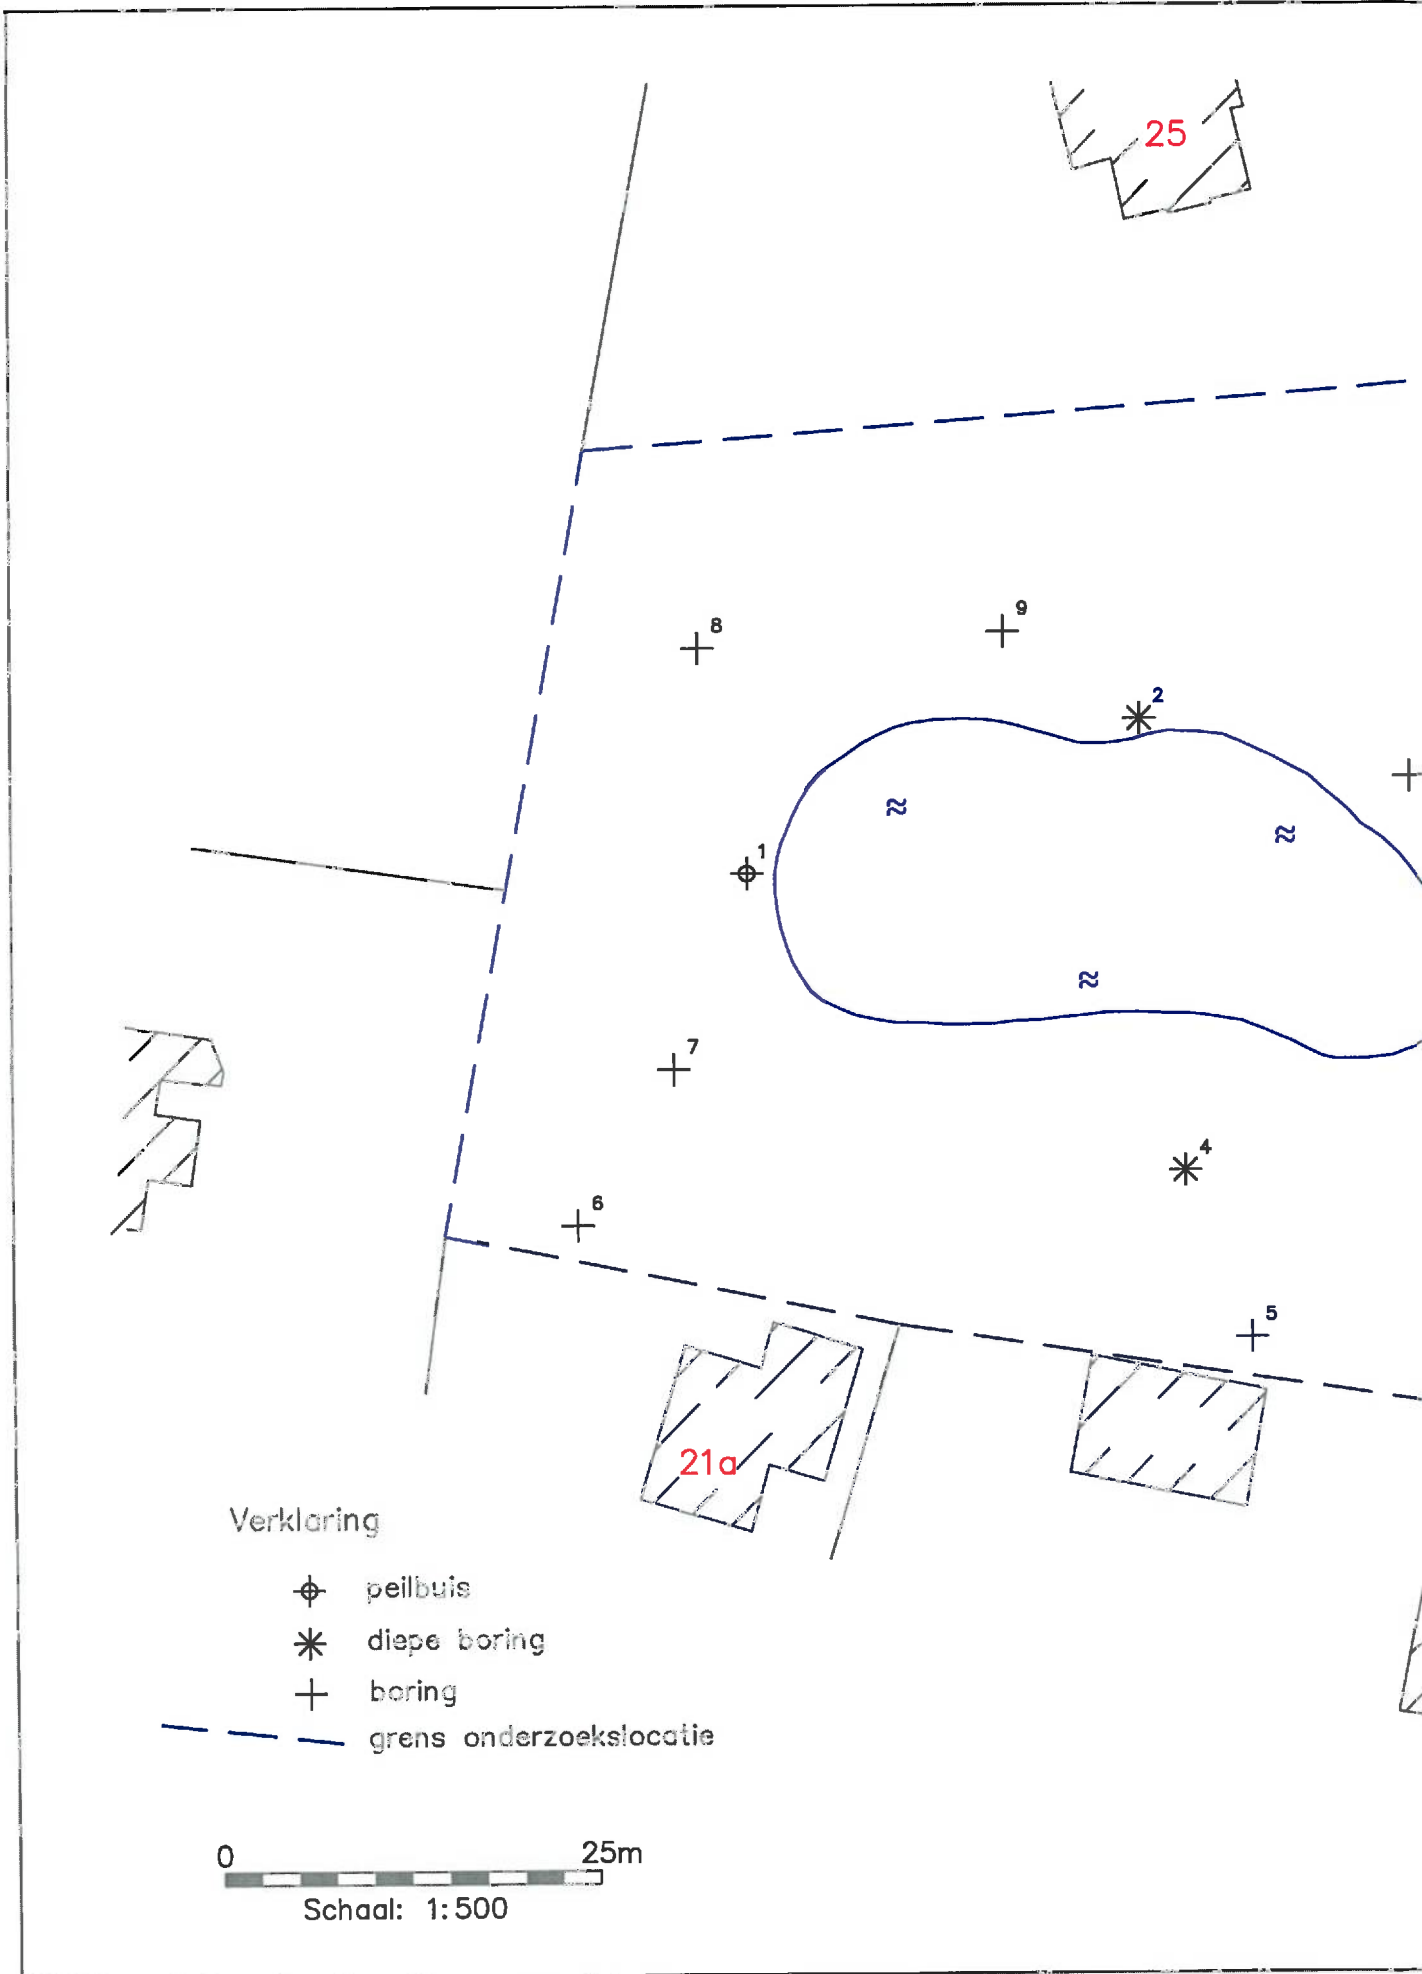 25
8
9
2
1
7
4
6
5
21a
Verklaring
peilbuis
diepe boring
boring
grens onderzoekslocatie
0 25m
Schaal: 1:500